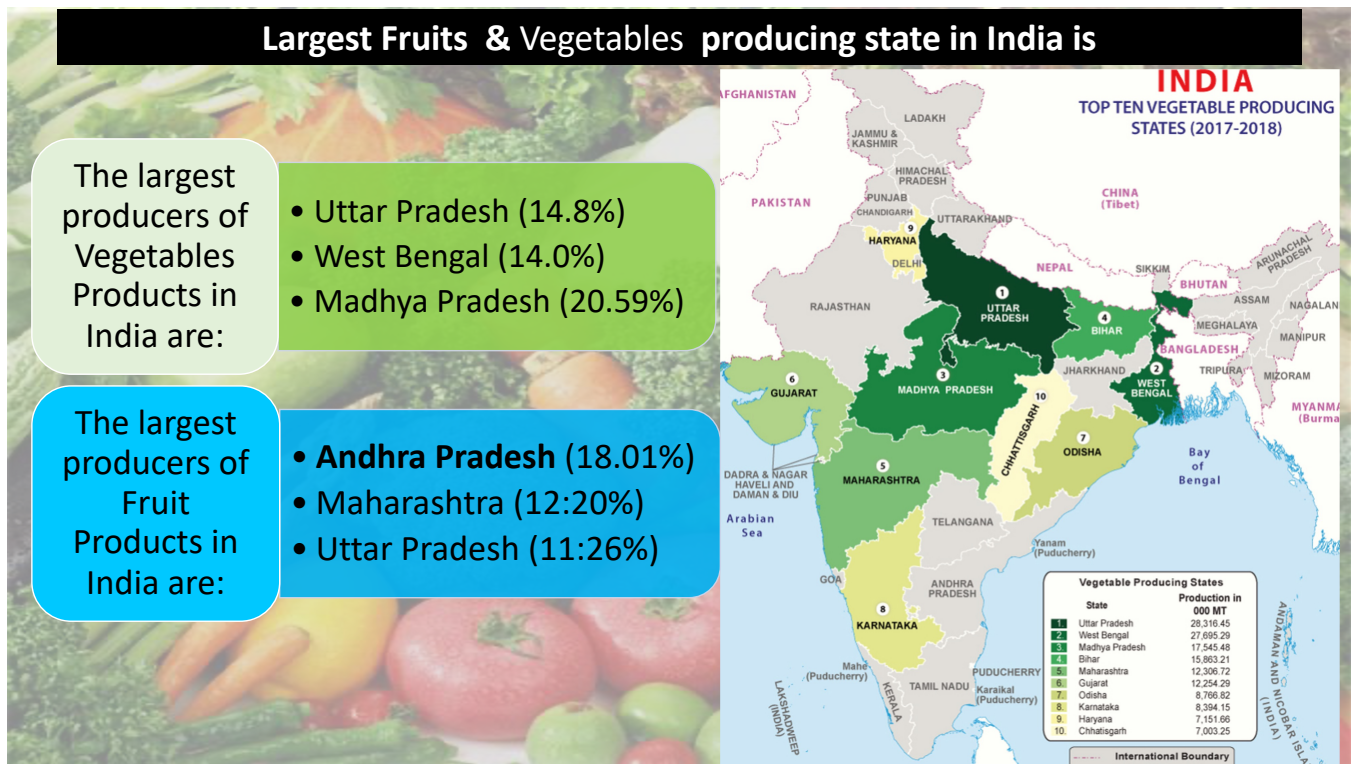 Largest Fruits & Vegetables producing state in India is
The largest
producers of
Vegetables
Products in
India are:
• Uttar Pradesh (14.8%)
• West Bengal (14.0%)
• Madhya Pradesh (20.59%)
The largest
producers of
Fruit
Products in
India are:
• Andhra Pradesh (18.01%)
• Maharashtra (12:20%)
• Uttar Pradesh (11:26%)
INDIA
TOP TEN VEGETABLE PRODUCING
STATES (2017-2018)
AFGHANISTAN
LADAKH
JAMMU &
KASHMIR
HIMACHAL
PRADESH
PUNJAB
CHANDIGARH
UTTARAKHAND
PAKISTAN
CHINA
(Tibet)
9
HARYANA
DELHI
NEPAL
SIKKIM
BHUTAN
ARUNACHAL
PRADESH
RAJASTHAN
1
UTTAR
PRADESH
4
BIHAR
ASSAM
NAGALAN
MEGHALAYA
MANIPUR
BANGLADESH
TRIPURA
MIZORAM
JHARKHAND
2
WEST
BENGAL
MYANMA
(Burma
6
GUJARAT
3
MADHYA PRADESH
10
CHHATTISGARH
7
ODISHA
DADRA & NAGAR
HAVELI AND
DAMAN & DIU
5
MAHARASHTRA
Bay
of
Bengal
Arabian
Sea
TELANGANA
Yanam
(Puducherry)
GOA
ANDHRA
PRADESH
8
KARNATAKA
Mahe
(Puducherry)
PUDUCHERRY
TAMIL NADU
Karaikal
(Puducherry)
KERALA
LAKSHADWEEP
(INDIA)
ANDAMAN AND NICOBAR ISLA
(INDIA)
Vegetable Producing States
State Production in
000 MT
1 Uttar Pradesh 28,316.45
2 West Bengal 27,695.29
3 Madhya Pradesh 17,545.48
4 Bihar 15,863.21
5 Maharashtra 12,306.72
6 Gujarat 12,254.29
7. Odisha 8,766.82
8. Karnataka 8,394.15
9. Haryana 7,151.66
10. Chhatisgarh 7,003.25
International Boundary